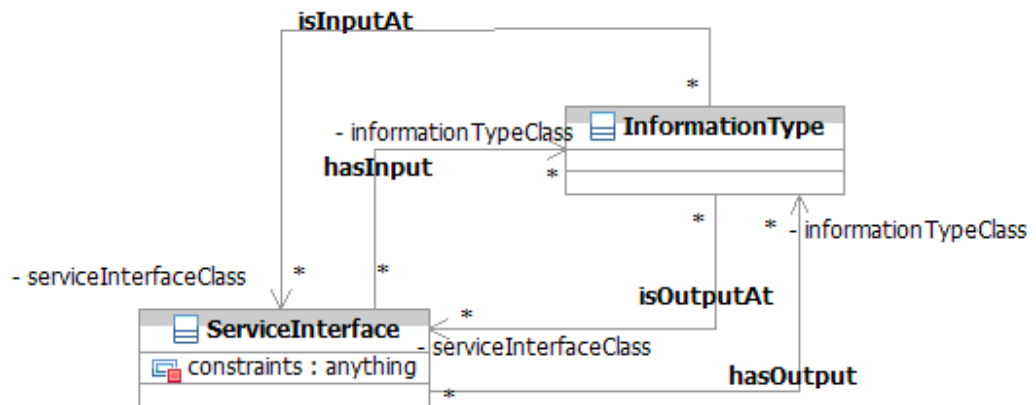 isInputAt
*
InformationType
- informationTypeClass
hasInput
*
*
* - informationTypeClass
- serviceInterfaceClass
*
*
isOutputAt
*
ServiceInterface
- serviceInterfaceClass
constraints : anything
hasOutput
*